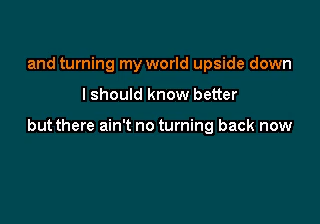 and turning my world upside down
I should know better
but there ain't no turning back now